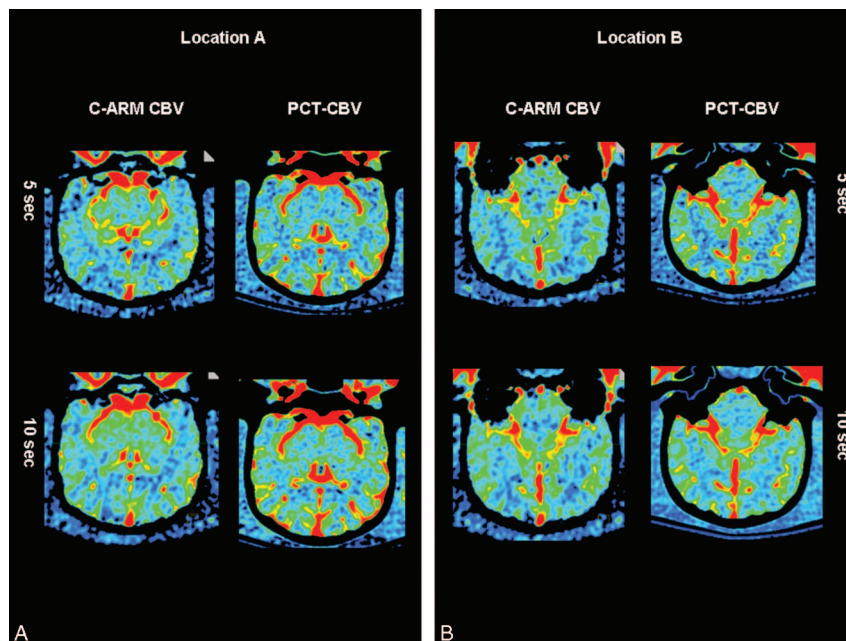 Location A
C-ARM CBV PCT-CBV
5 sec
10 sec
A
Location B
C-ARM CBV PCT-CBV
5 sec
10 sec
B